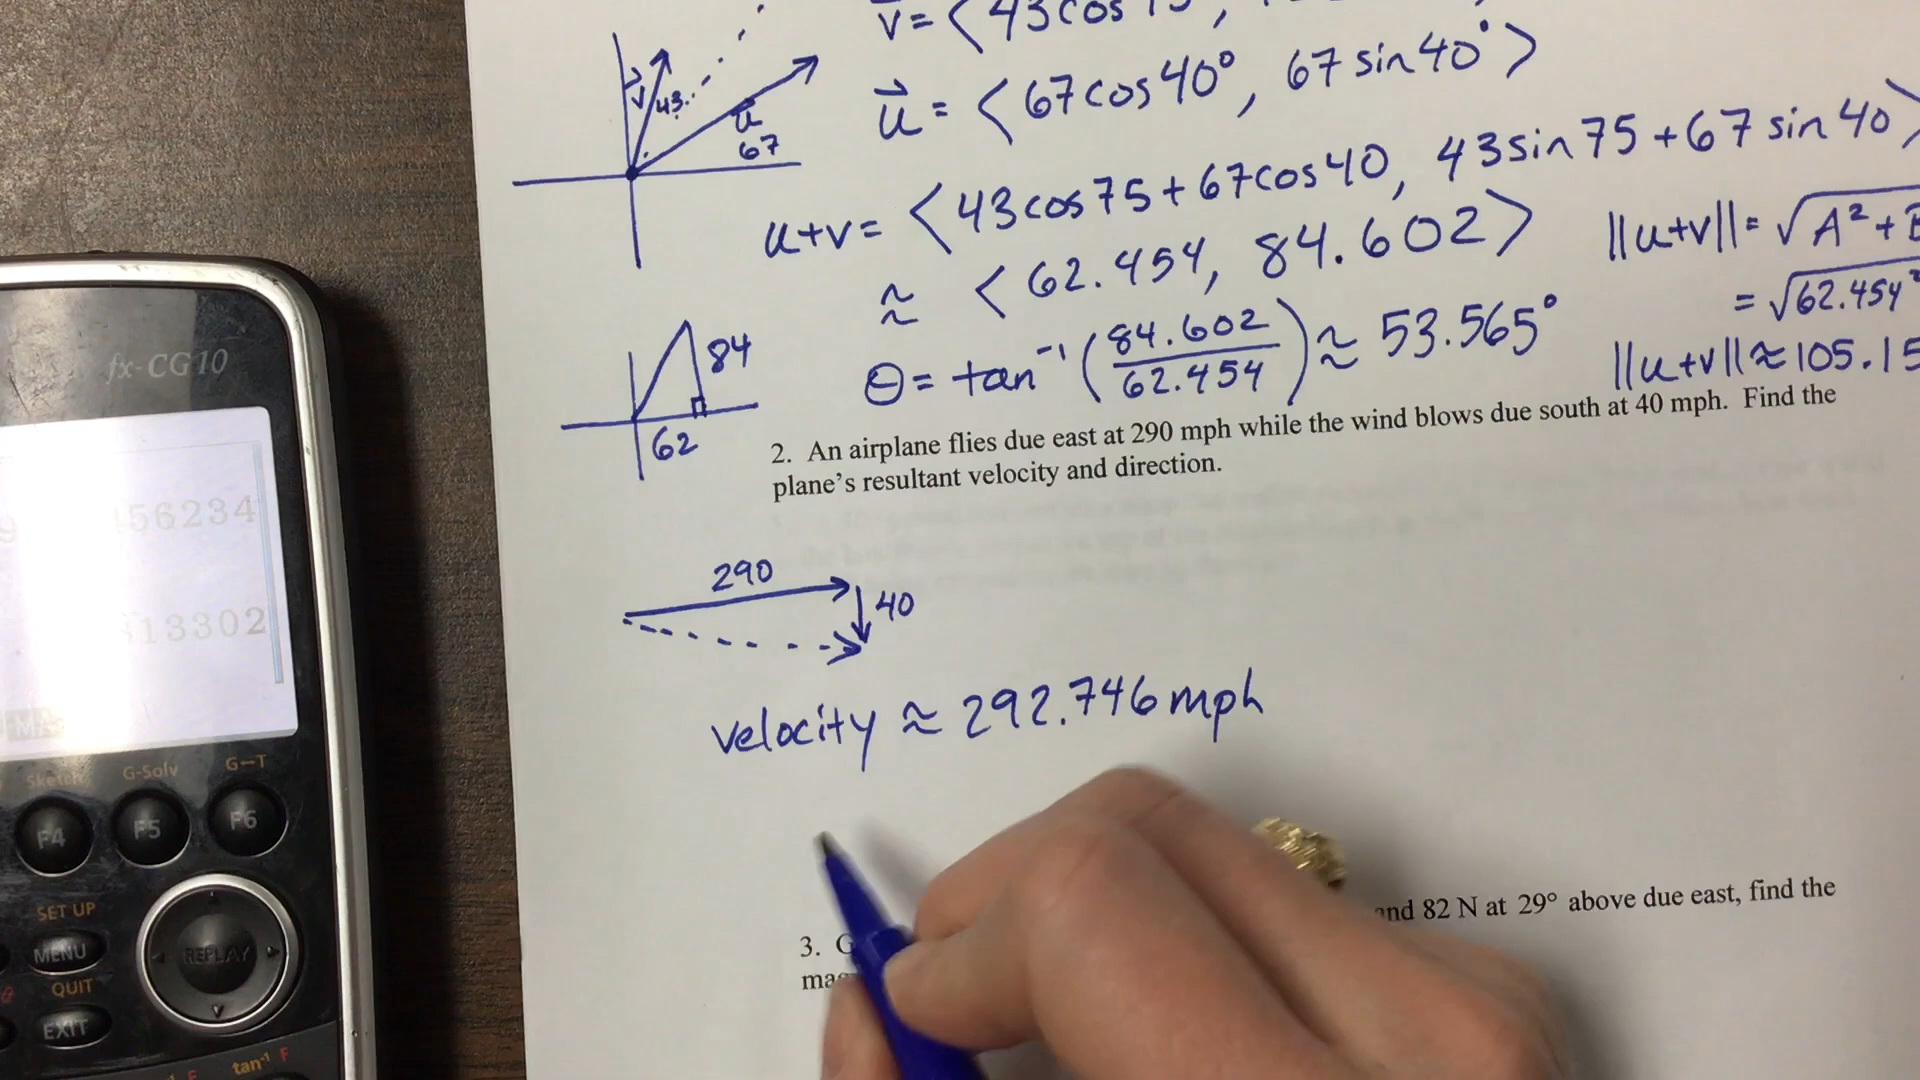 v = ⟨43cos
u = ⟨67cos40°, 67sin40°⟩
v
43
u
67
u+v = ⟨43cos75+67cos40, 43sin75+67sin40⟩
≈ ⟨62.454, 84.602⟩
||u+v|| = √A² +
= √62.454²
||u+v|| ≈ 105.15
84
62
θ = tan⁻¹(84.602/62.454) ≈ 53.565°
2. An airplane flies due east at 290 mph while the wind blows due south at 40 mph. Find the
plane's resultant velocity and direction.
290
40
velocity ≈ 292.746 mph
and 82 N at 29° above due east, find the
3. G
fx-CG10
56234
13302
G-Solv G↔T
F4 F5 F6
SET UP
MENU
REPLAY
QUIT
EXIT
tan⁻¹ F